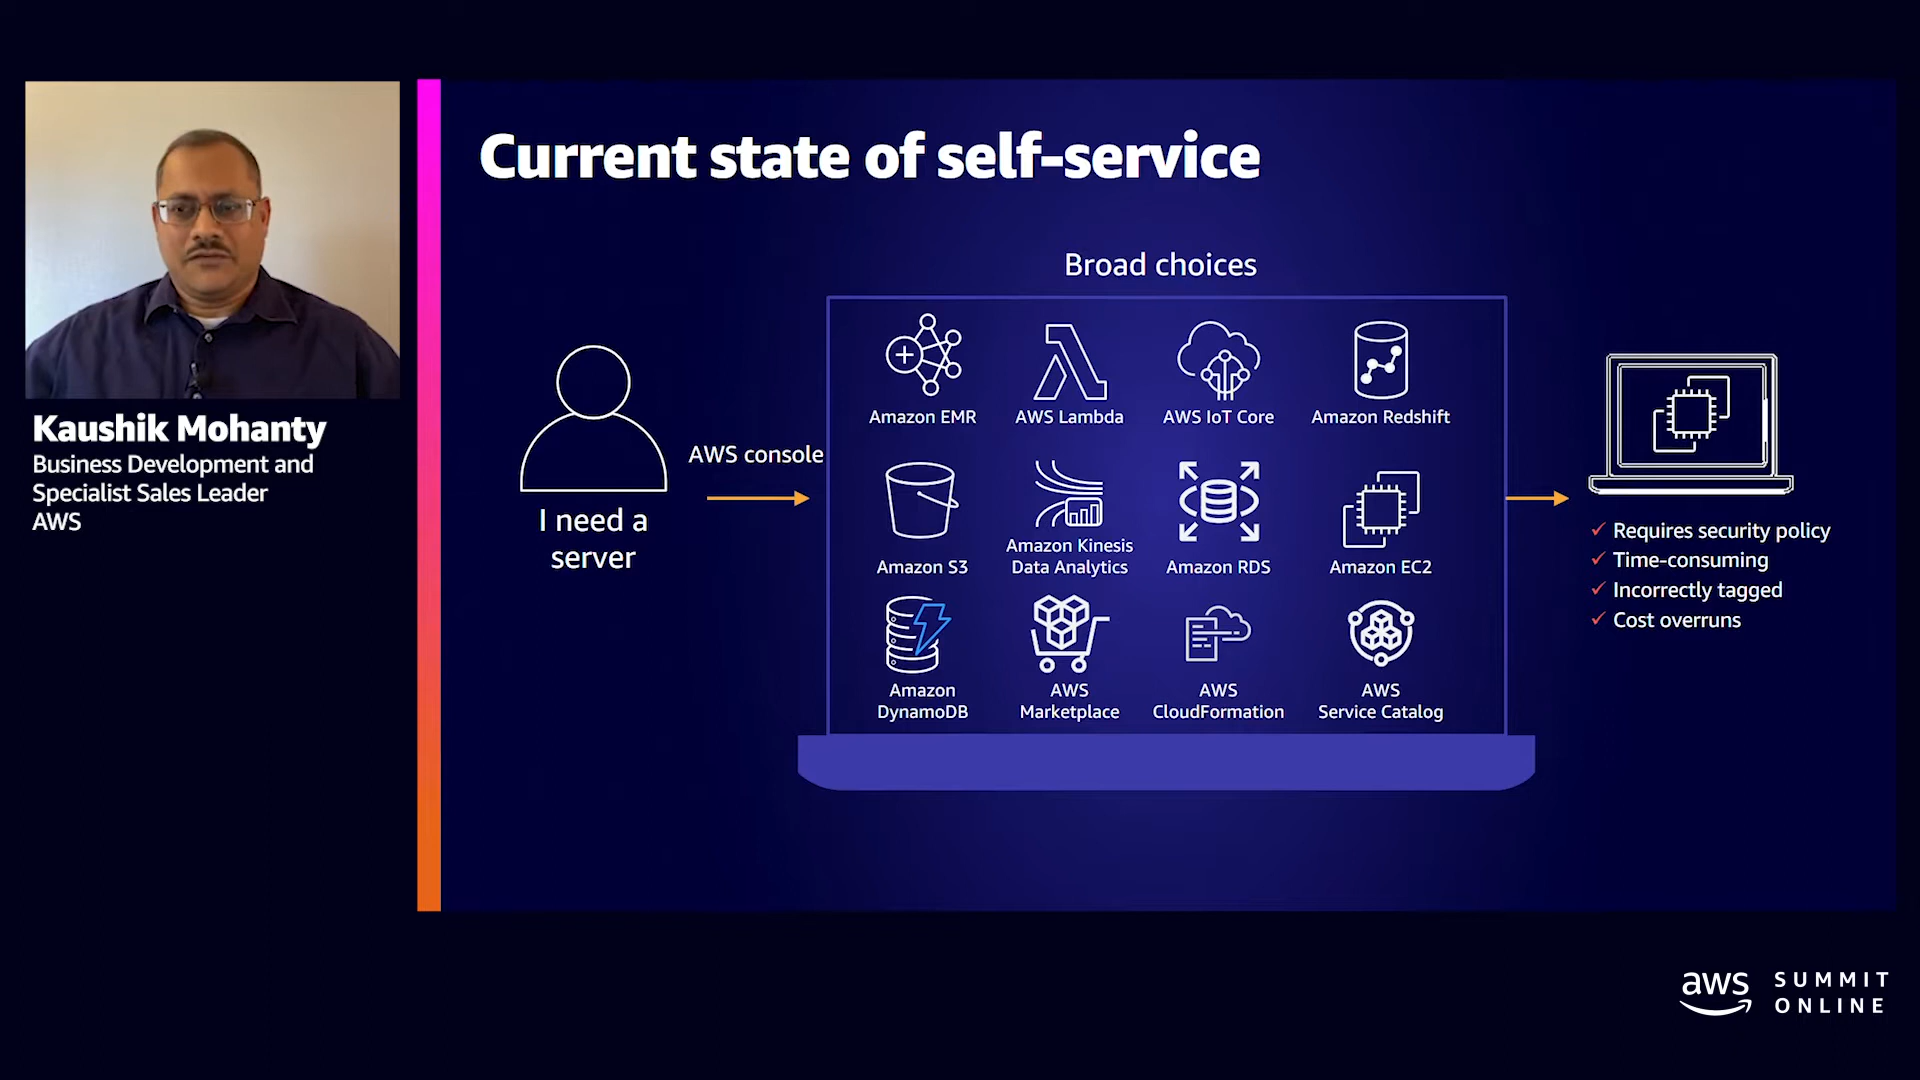 Kaushik Mohanty
Business Development and
Specialist Sales Leader
AWS
Current state of self-service
I need a
server
AWS console
Broad choices
Amazon EMR
AWS Lambda
AWS IoT Core
Amazon Redshift
Amazon S3
Amazon Kinesis
Data Analytics
Amazon RDS
Amazon EC2
Amazon
DynamoDB
AWS
Marketplace
AWS
CloudFormation
AWS
Service Catalog
✓ Requires security policy
✓ Time-consuming
✓ Incorrectly tagged
✓ Cost overruns
aws
SUMMIT
ONLINE